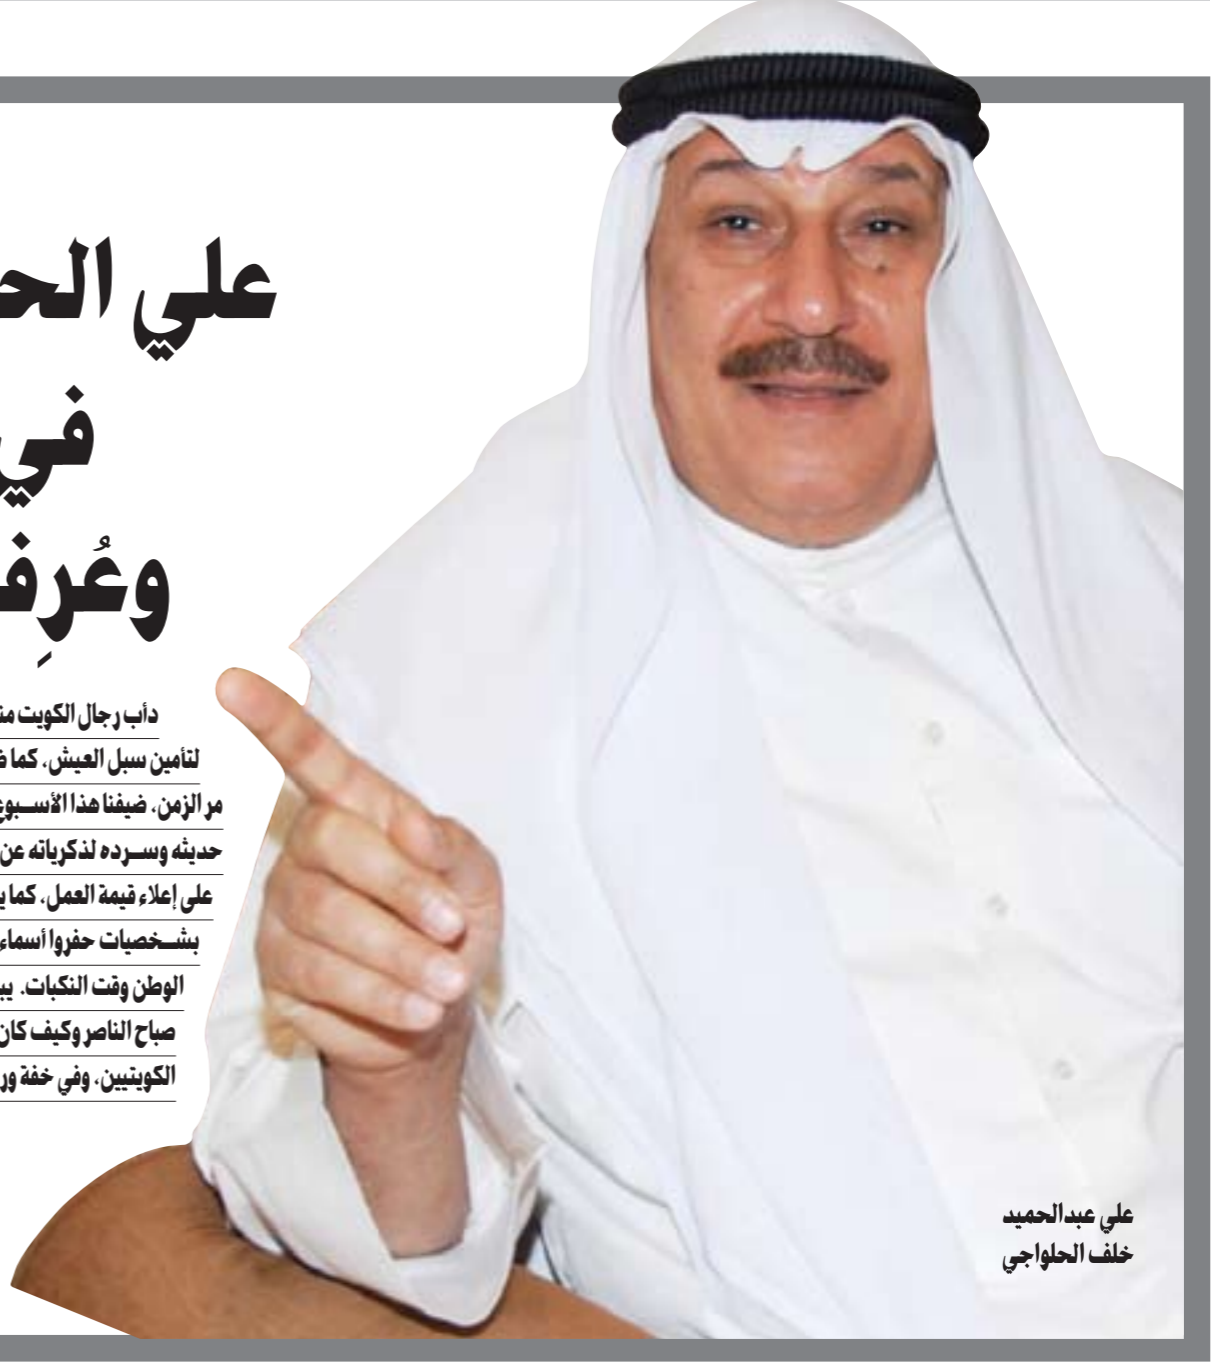 علي الح
في
وعُرِف
دأب رجال الكويت من
لتأمين سبل العيش، كما
مر الزمن، ضيفنا هذا الأسبوع
حديثه وسرده لذكرياته عن
على إعلاء قيمة العمل، كما
بشخصيات حفروا أسماء
الوطن وقت النكبات.
صباح الناصر وكيف كان
الكويتيين، وفي خفة ور
علي عبدالحميد
خلف الحلواجي